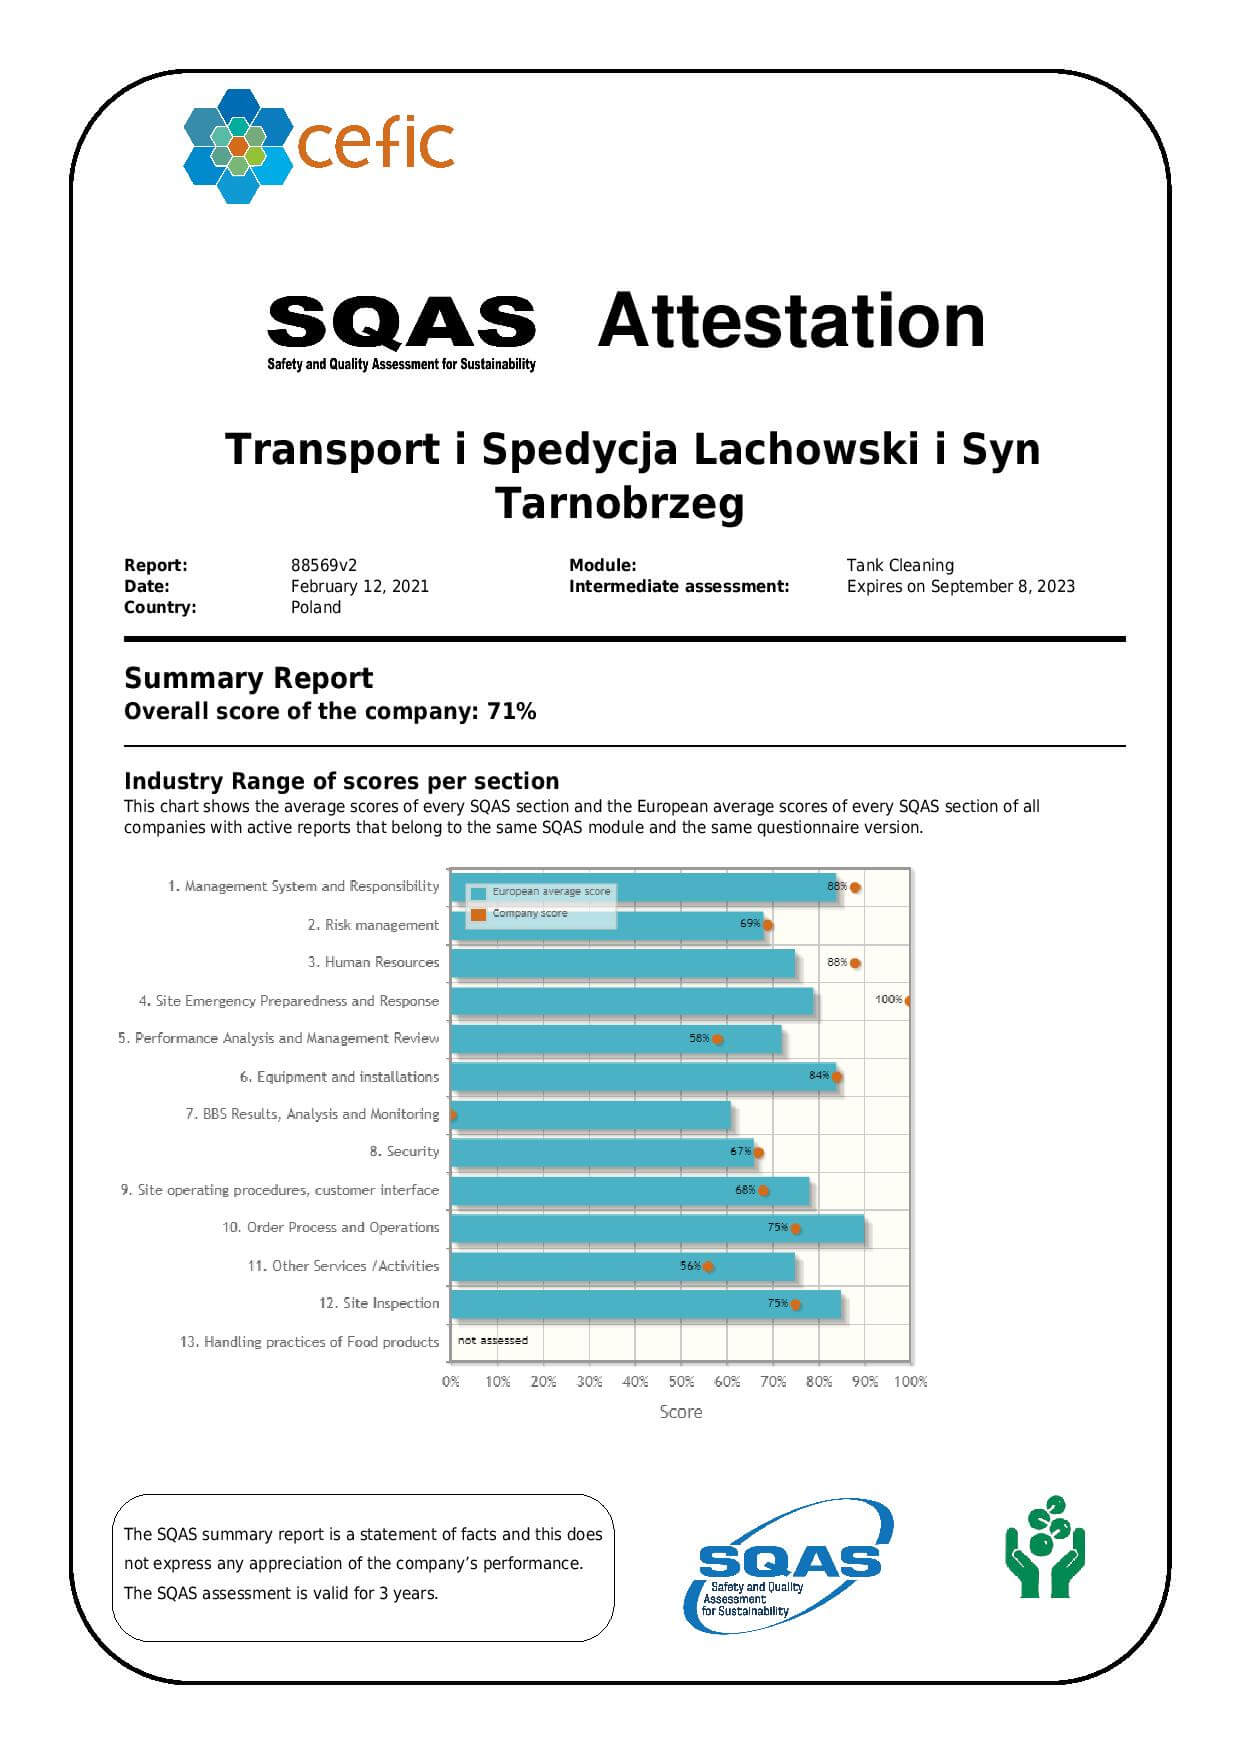 cefic
SQAS Attestation
Safety and Quality Assessment for Sustainability
Transport i Spedycja Lachowski i Syn
Tarnobrzeg
Report: 88569v2 Module: Tank Cleaning
Date: February 12, 2021 Intermediate assessment: Expires on September 8, 2023
Country: Poland
Summary Report
Overall score of the company: 71%
Industry Range of scores per section
This chart shows the average scores of every SQAS section and the European average scores of every SQAS section of all
companies with active reports that belong to the same SQAS module and the same questionnaire version.
European average score
Company score
1. Management System and Responsibility 88%
2. Risk management 69%
3. Human Resources 88%
4. Site Emergency Preparedness and Response 100%
5. Performance Analysis and Management Review 58%
6. Equipment and installations 84%
7. BBS Results, Analysis and Monitoring
8. Security 67%
9. Site operating procedures, customer interface 68%
10. Order Process and Operations 75%
11. Other Services /Activities 56%
12. Site Inspection 75%
13. Handling practices of Food products not assessed
0% 10% 20% 30% 40% 50% 60% 70% 80% 90% 100%
Score
The SQAS summary report is a statement of facts and this does
not express any appreciation of the company’s performance.
The SQAS assessment is valid for 3 years.
SQAS
Safety and Quality
Assessment
for Sustainability